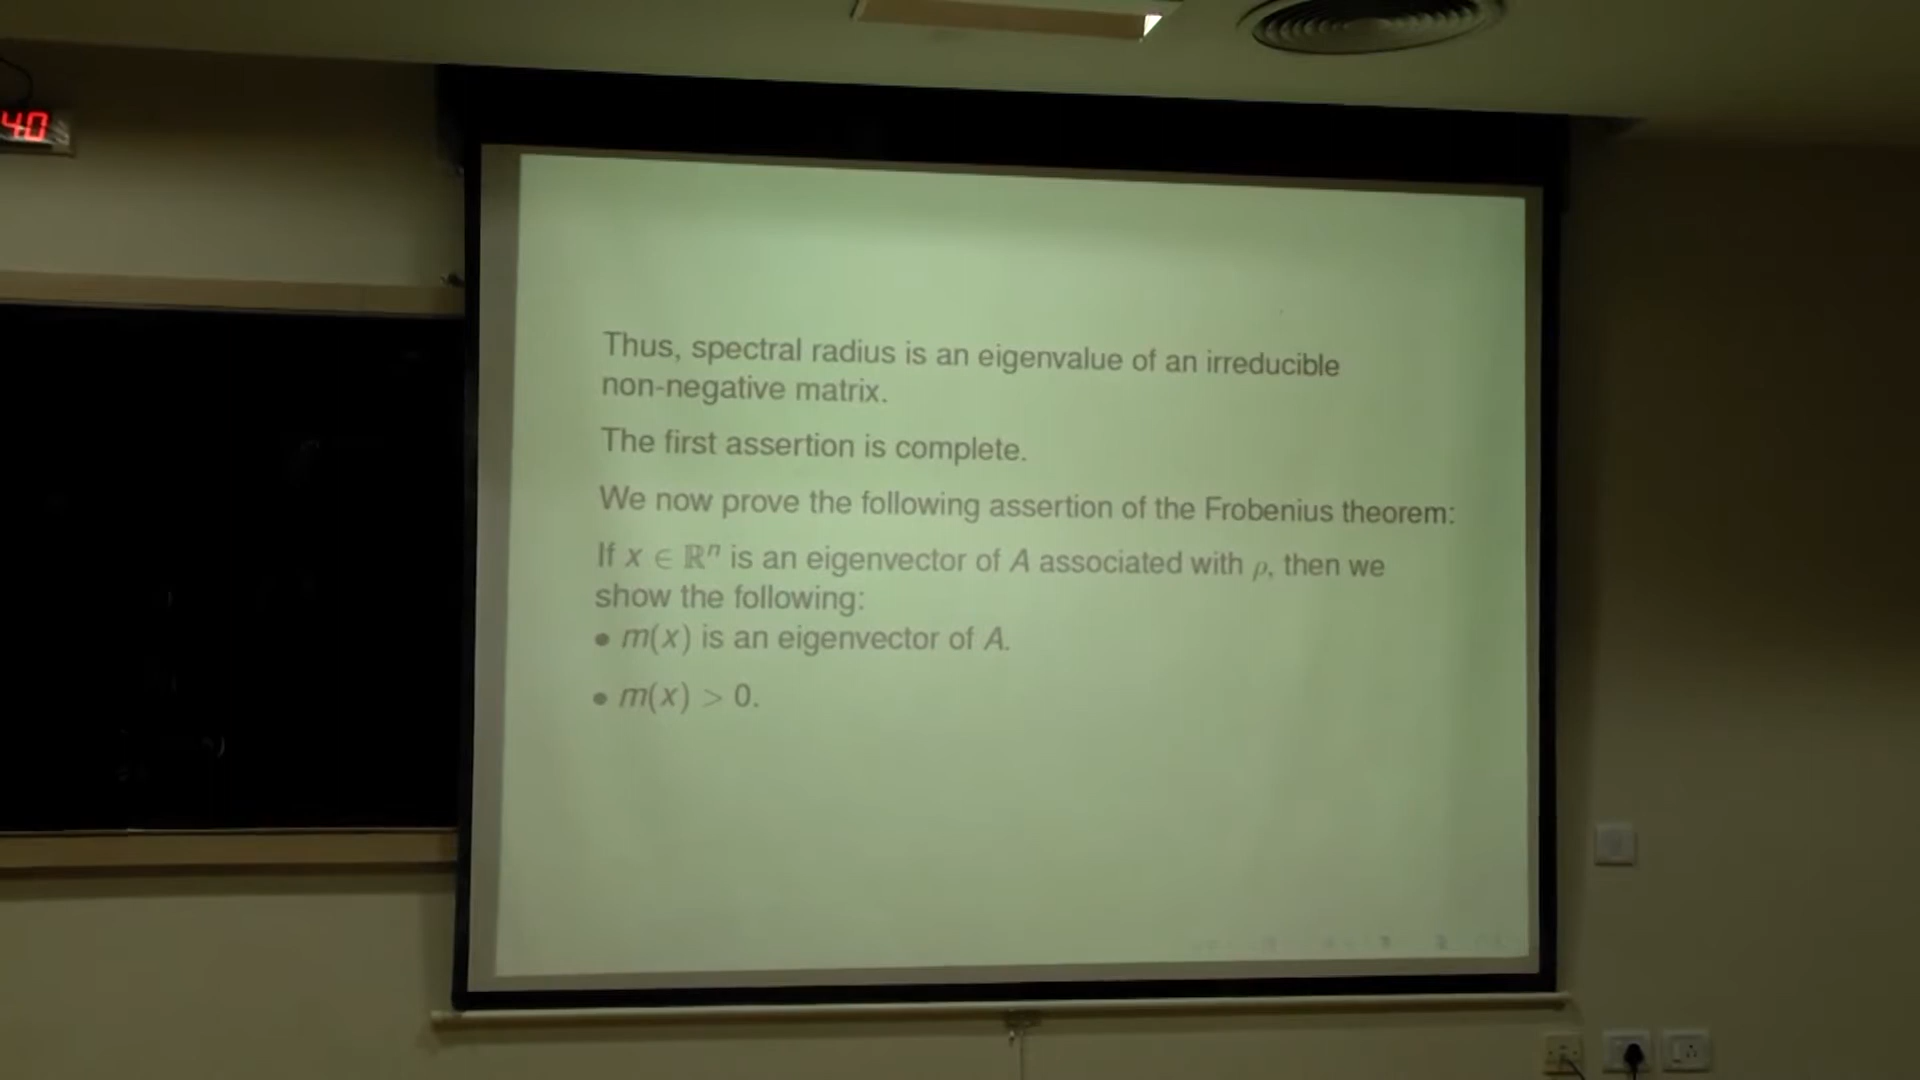 40
Thus, spectral radius is an eigenvalue of an irreducible
non-negative matrix.
The first assertion is complete.
We now prove the following assertion of the Frobenius theorem:
If x ∈ ℝⁿ is an eigenvector of A associated with ρ, then we
show the following:
• m(x) is an eigenvector of A.
• m(x) > 0.